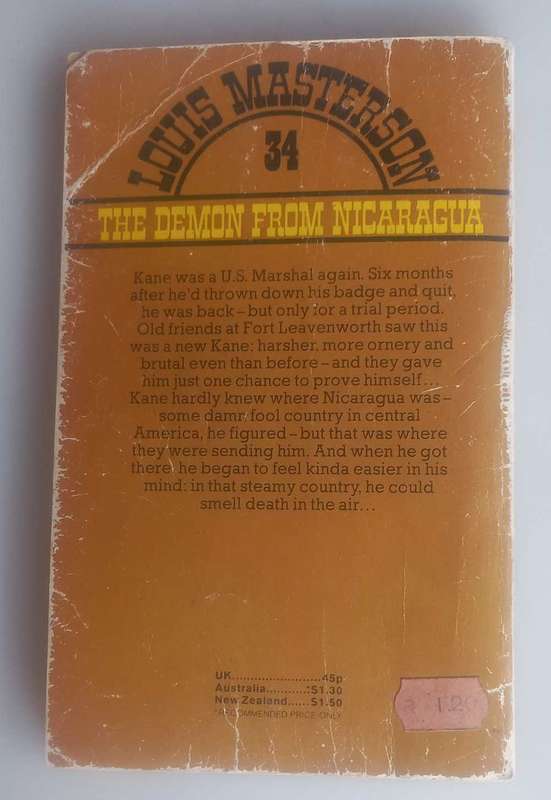 LOUIS MASTERSON
34
THE DEMON FROM NICARAGUA
Kane was a U.S. Marshal again. Six months
after he'd thrown down his badge and quit,
he was back – but only for a trial period.
Old friends at Fort Leavenworth saw this
was a new Kane: harsher, more ornery and
brutal even than before – and they gave
him just one chance to prove himself...
Kane hardly knew where Nicaragua was –
some damn fool country in central
America, he figured – but that was where
they were sending him. And when he got
there he began to feel kinda easier in his
mind: in that steamy country, he could
smell death in the air...
UK........................45p
Australia...........*$1.30
New Zealand......$1.50
*RECOMMENDED PRICE ONLY